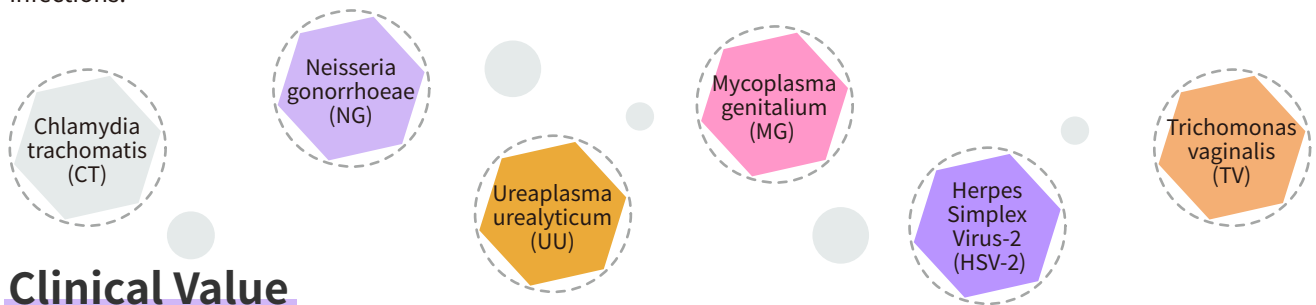 infections.
Chlamydia
trachomatis
(CT)
Neisseria
gonorrhoeae
(NG)
Ureaplasma
urealyticum
(UU)
Mycoplasma
genitalium
(MG)
Herpes
Simplex
Virus-2
(HSV-2)
Trichomonas
vaginalis
(TV)
Clinical Value